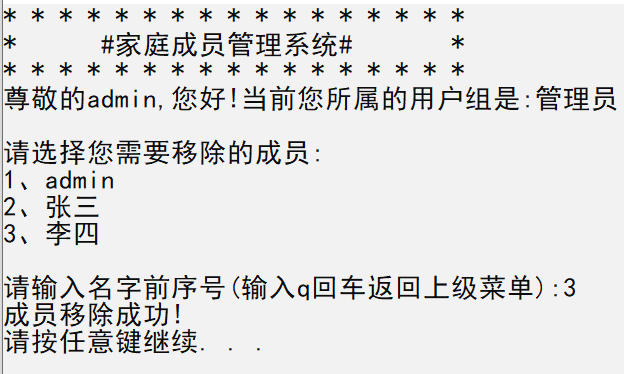 * * * * * * * * * * * * * * * * *
* #家庭成员管理系统# *
* * * * * * * * * * * * * * * * *
尊敬的admin,您好!当前您所属的用户组是:管理员
请选择您需要移除的成员:
1、admin
2、张三
3、李四
请输入名字前序号(输入q回车返回上级菜单):3
成员移除成功!
请按任意键继续. . .